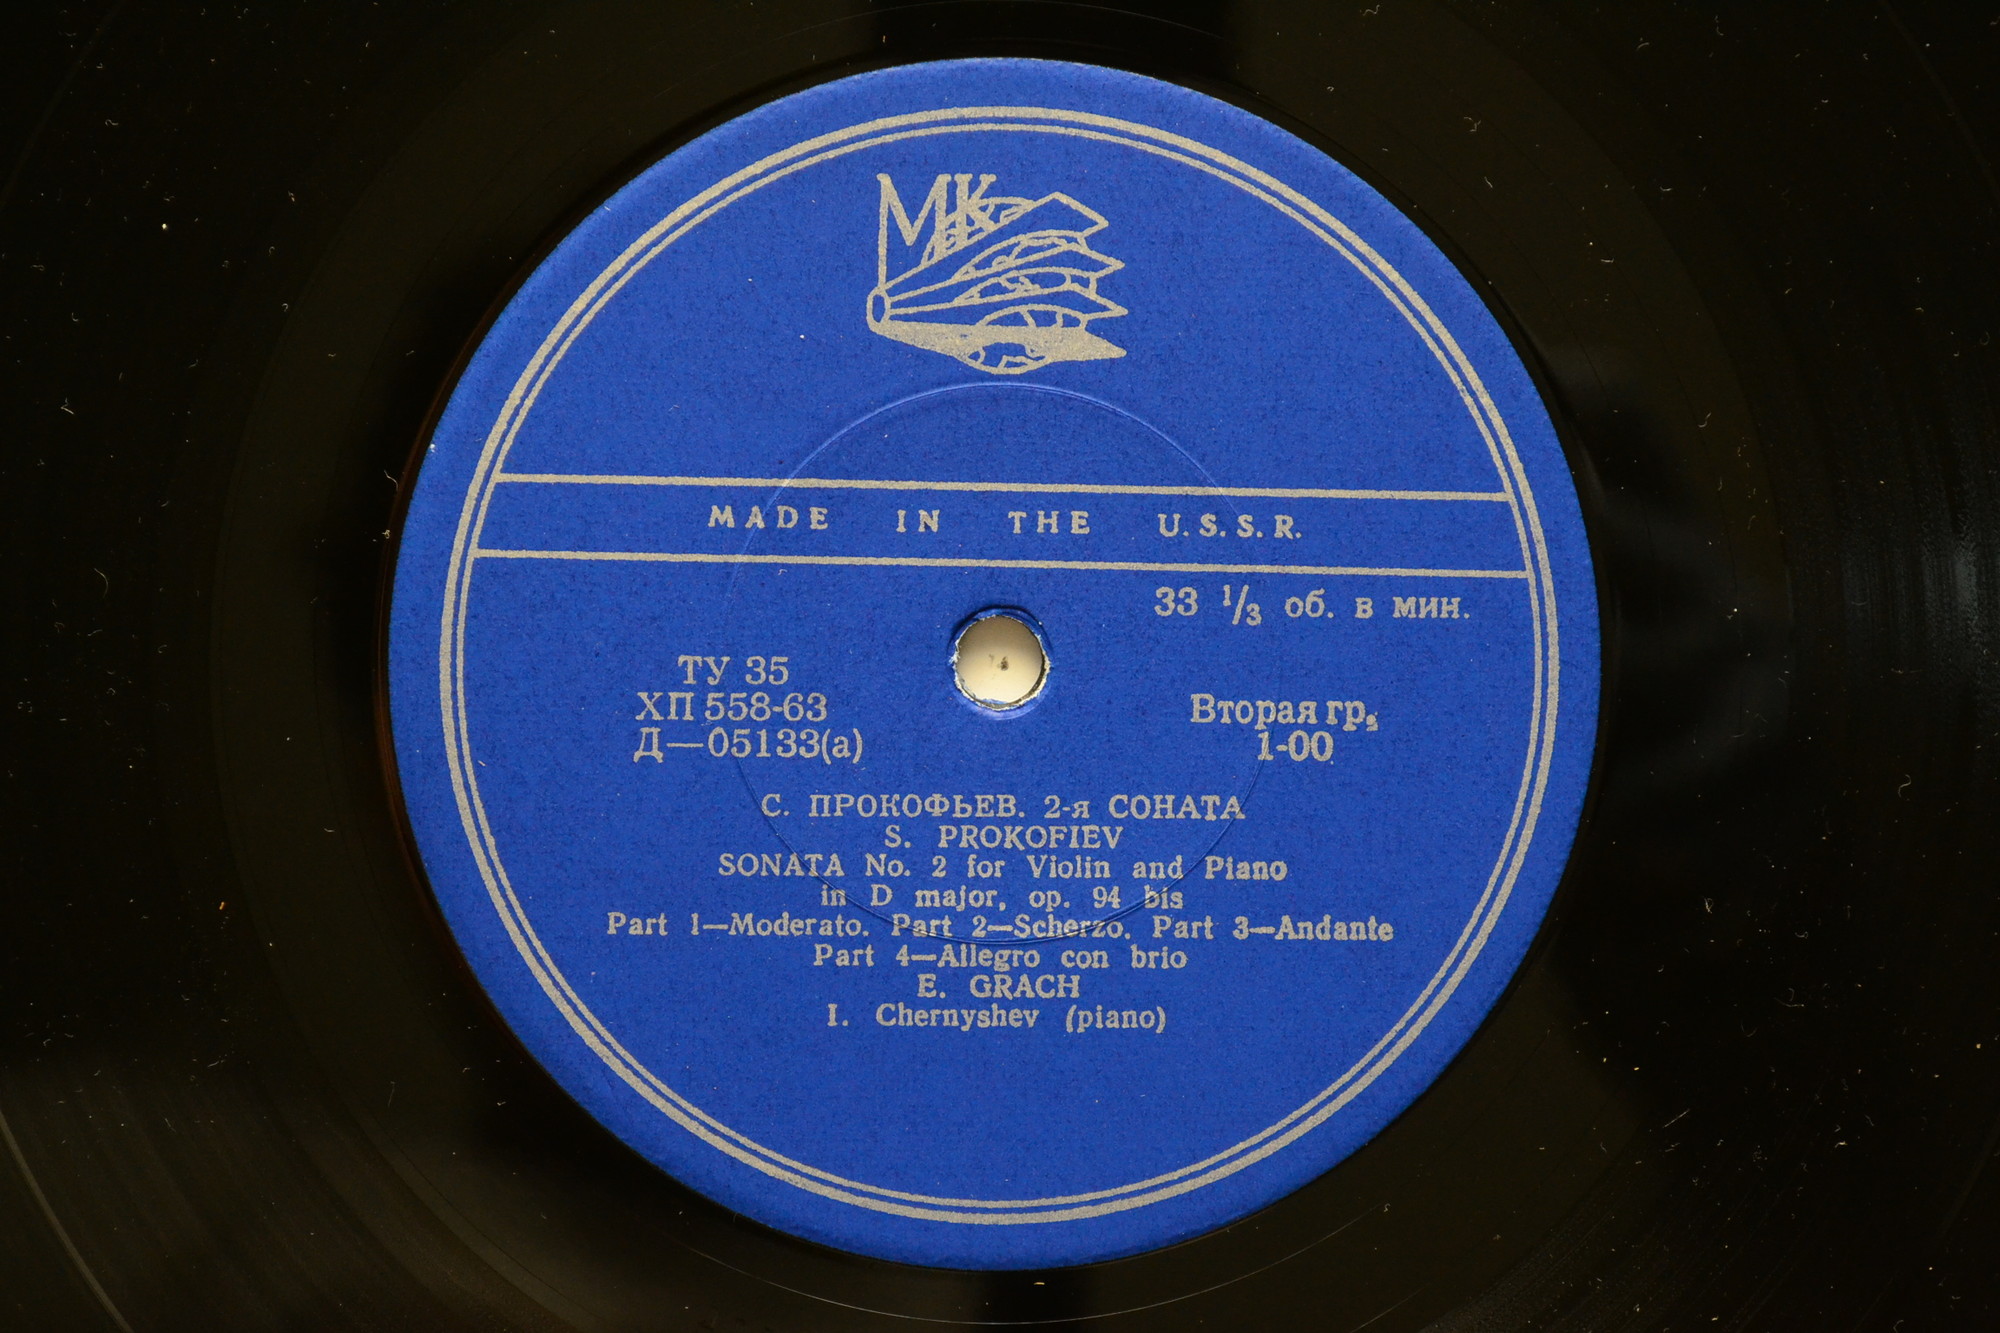 МК
MADE IN THE U.S.S.R.
33 1/3 об. в мин.
ТУ 35
ХП 558-63
Д—05133(а)
Вторая гр.
1-00
С. ПРОКОФЬЕВ. 2-я СОНАТА
S. PROKOFIEV
SONATA No. 2 for Violin and Piano
in D major, op. 94 bis
Part 1—Moderato. Part 2—Scherzo. Part 3—Andante
Part 4—Allegro con brio
E. GRACH
I. Chernyshev (piano)